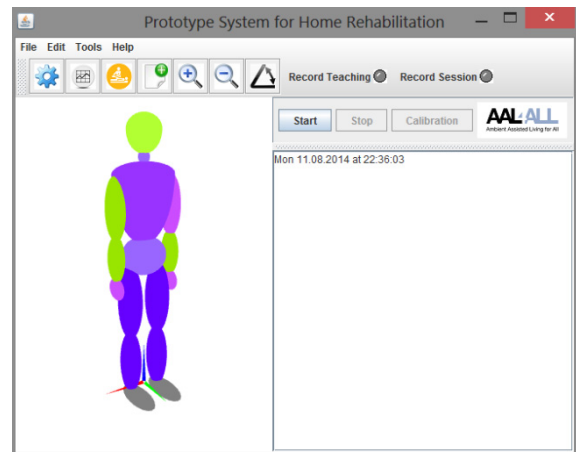 Prototype System for Home Rehabilitation
File Edit Tools Help
Record Teaching Record Session
Start Stop Calibration AAL ALL
Ambient Assisted Living for All
Mon 11.08.2014 at 22:36:03